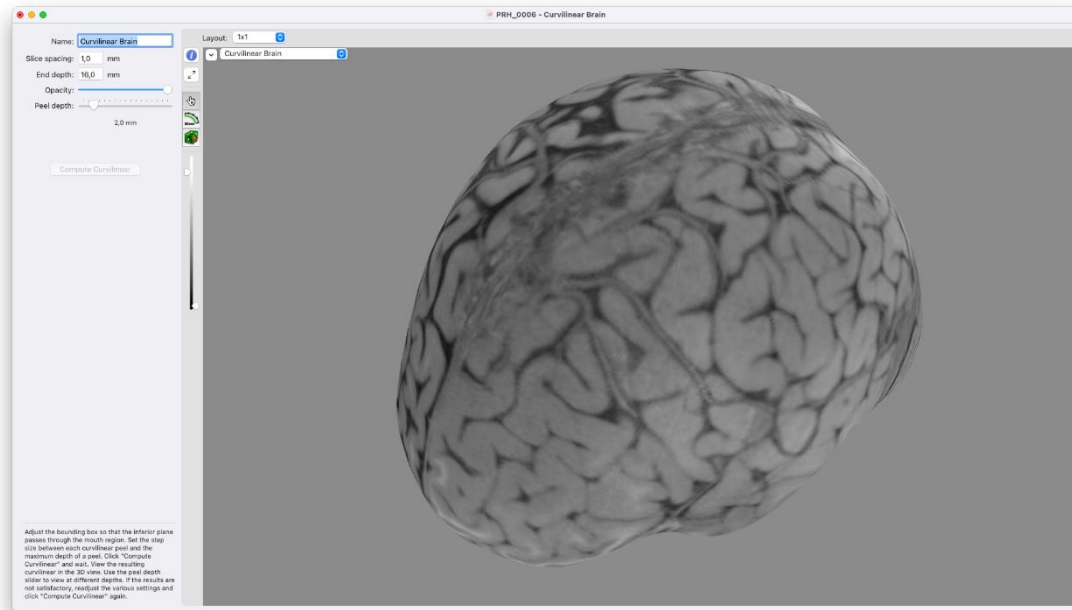 PRH_0006 - Curvilinear Brain
Name: Curvilinear Brain
Slice spacing: 1,0 mm
End depth: 16,0 mm
Opacity:
Peel depth:
2,0 mm
Compute Curvilinear
Layout: 1x1
Curvilinear Brain
Adjust the bounding box so that the inferior plane
passes through the mouth region. Set the step
size between each curvilinear peel and the
maximum depth of a peel. Click "Compute
Curvilinear" and wait. View the resulting
curvilinear in the 3D view. Use the peel depth
slider to view at different depths. If the results are
not satisfactory, readjust the various settings and
click "Compute Curvilinear" again.